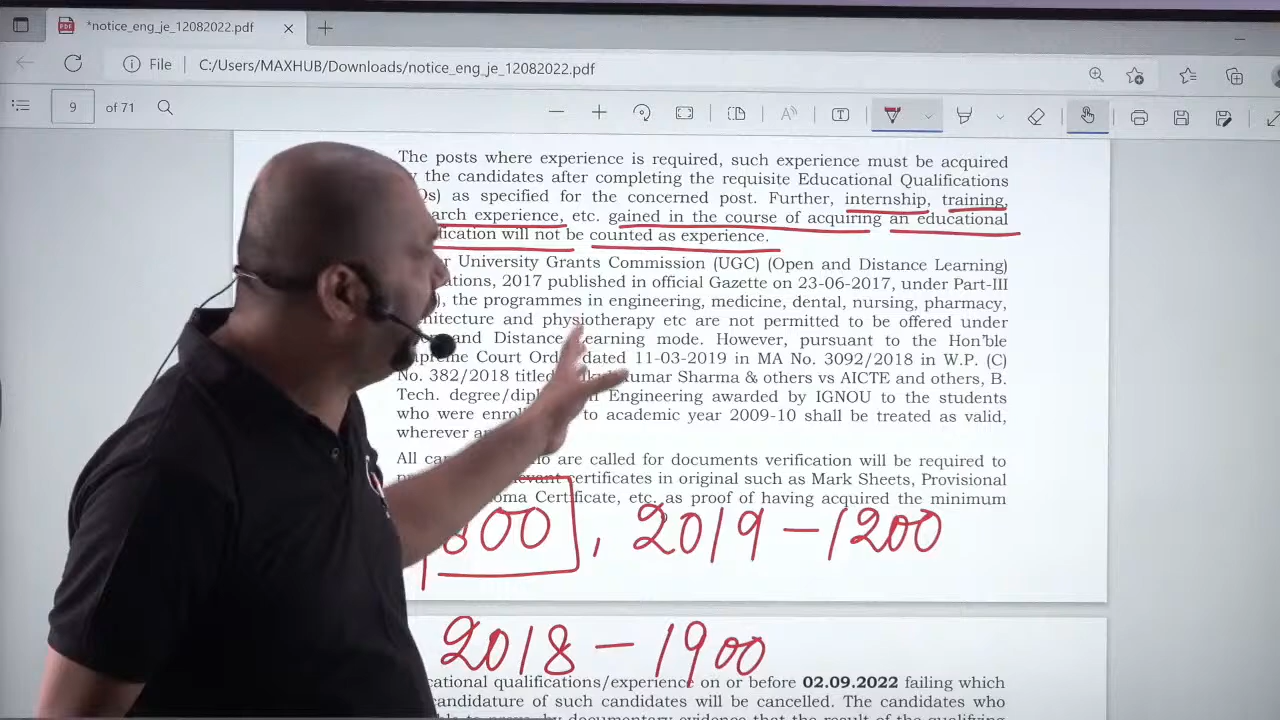 *notice_eng_je_12082022.pdf
File
C:/Users/MAXHUB/Downloads/notice_eng_je_12082022.pdf
9 of 71
The posts where experience is required, such experience must be acquired
the candidates after completing the requisite Educational Qualifications
as specified for the concerned post. Further, internship, training,
experience, etc. gained in the course of acquiring an educational
will not be counted as experience.
University Grants Commission (UGC) (Open and Distance Learning)
2017 published in official Gazette on 23-06-2017, under Part-III
the programmes in engineering, medicine, dental, nursing, pharmacy,
and physiotherapy etc are not permitted to be offered under
and Distance Learning mode. However, pursuant to the Hon'ble
Supreme Court Order dated 11-03-2019 in MA No. 3092/2018 in W.P. (C)
No. 382/2018 titled Kumar Sharma & others vs AICTE and others, B.
Tech. Engineering awarded by IGNOU to the students
who were to academic year 2009-10 shall be treated as valid,
wherever
All who are called for documents verification will be required to
certificates in original such as Mark Sheets, Provisional
Certificate, etc. as proof of having acquired the minimum
800, 2019 - 1200
2018 - 1900
qualifications/experience on or before 02.09.2022 failing which
candidature of such candidates will be cancelled. The candidates who
by documentary evidence that the result of the qualifying